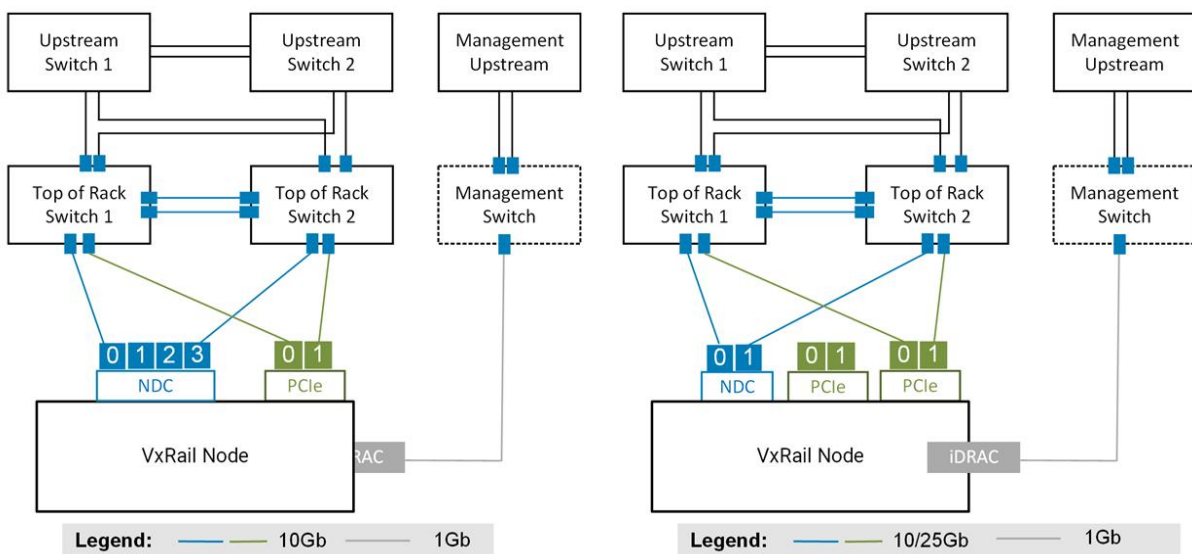 Upstream
Switch 1
Upstream
Switch 2
Management
Upstream
Top of Rack
Switch 1
Top of Rack
Switch 2
Management
Switch
0 1 2 3
0 1
NDC
PCIe
VxRail Node
RAC
Legend: 10Gb 1Gb
Upstream
Switch 1
Upstream
Switch 2
Management
Upstream
Top of Rack
Switch 1
Top of Rack
Switch 2
Management
Switch
0 1
0 1
0 1
NDC
PCIe
PCIe
VxRail Node
iDRAC
Legend: 10/25Gb 1Gb